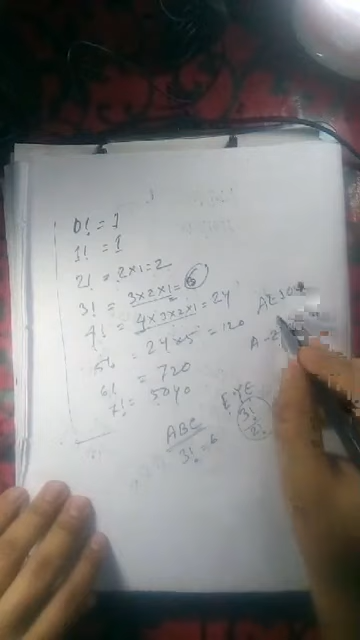 0! = 1
1! = 1
2! = 2×1=2
3! = 3×2×1=6
4! = 4×3×2×1=24
5! = 24×5=120
6! = 720
7! = 5040
ABC
3! = 6
EYE
3!
2!